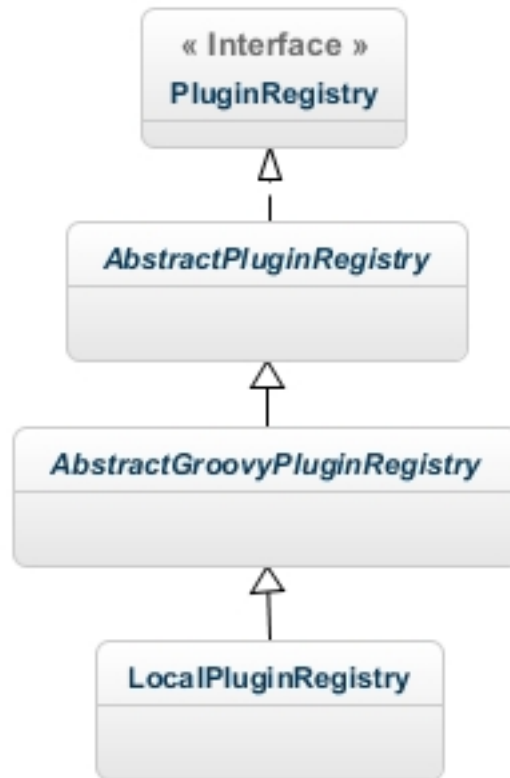 « Interface »
PluginRegistry
AbstractPluginRegistry
AbstractGroovyPluginRegistry
LocalPluginRegistry